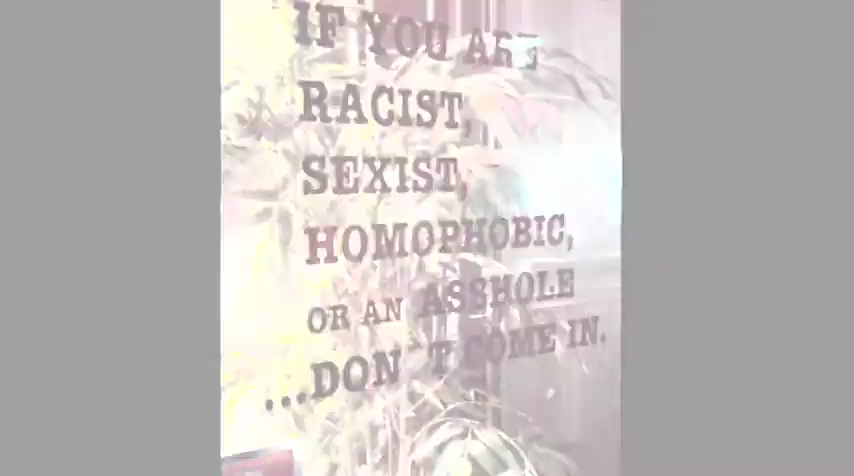 IF YOU ARE
RACIST,
SEXIST,
HOMOPHOBIC,
OR AN ASSHOLE
...DON'T COME IN.